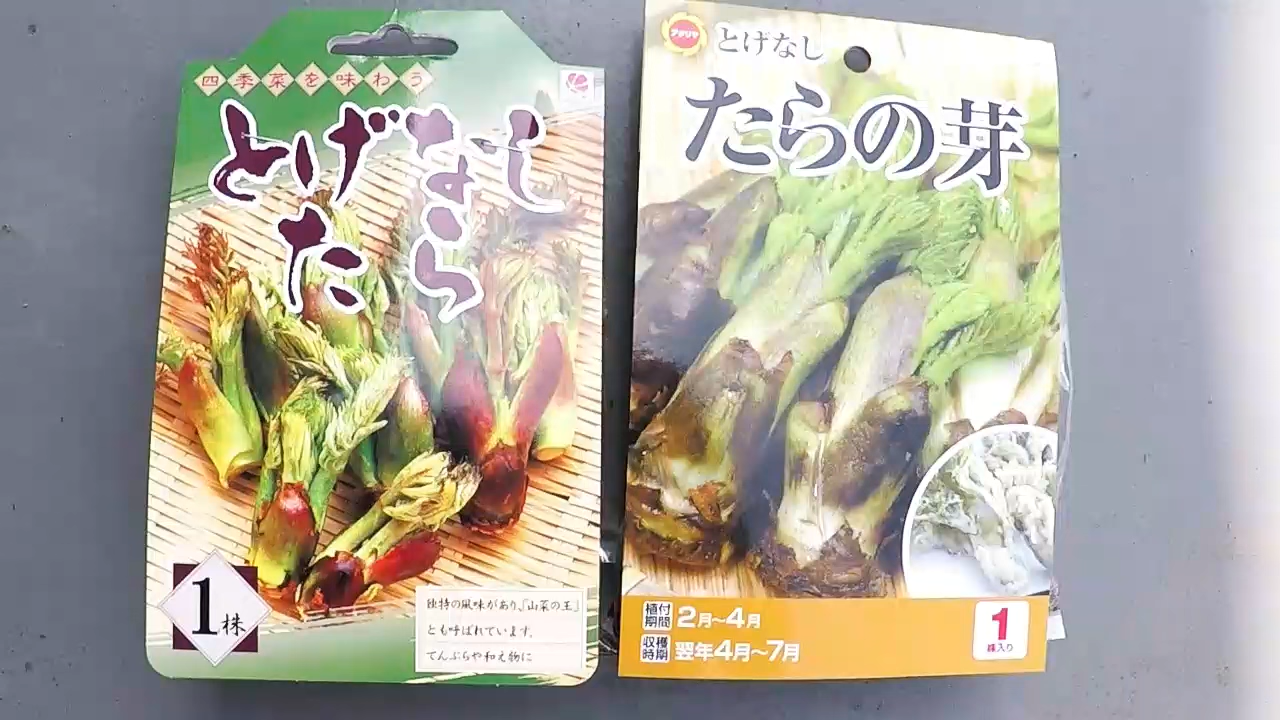 四季菜を味わう
とげなし
たら
1株
独特の風味があり、「山菜の王」
とも呼ばれています。
てんぷらや和え物に
とげなし
たらの芽
植付期間 2月〜4月
収穫時期 翌年4月〜7月
1
株入り